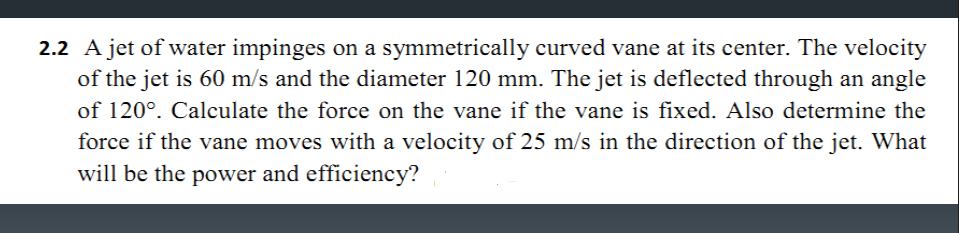 2.2 A jet of water impinges on a symmetrically curved vane at its center. The velocity
of the jet is 60 m/s and the diameter 120 mm. The jet is deflected through an angle
of 120°. Calculate the force on the vane if the vane is fixed. Also determine the
force if the vane moves with a velocity of 25 m/s in the direction of the jet. What
will be the power and efficiency?